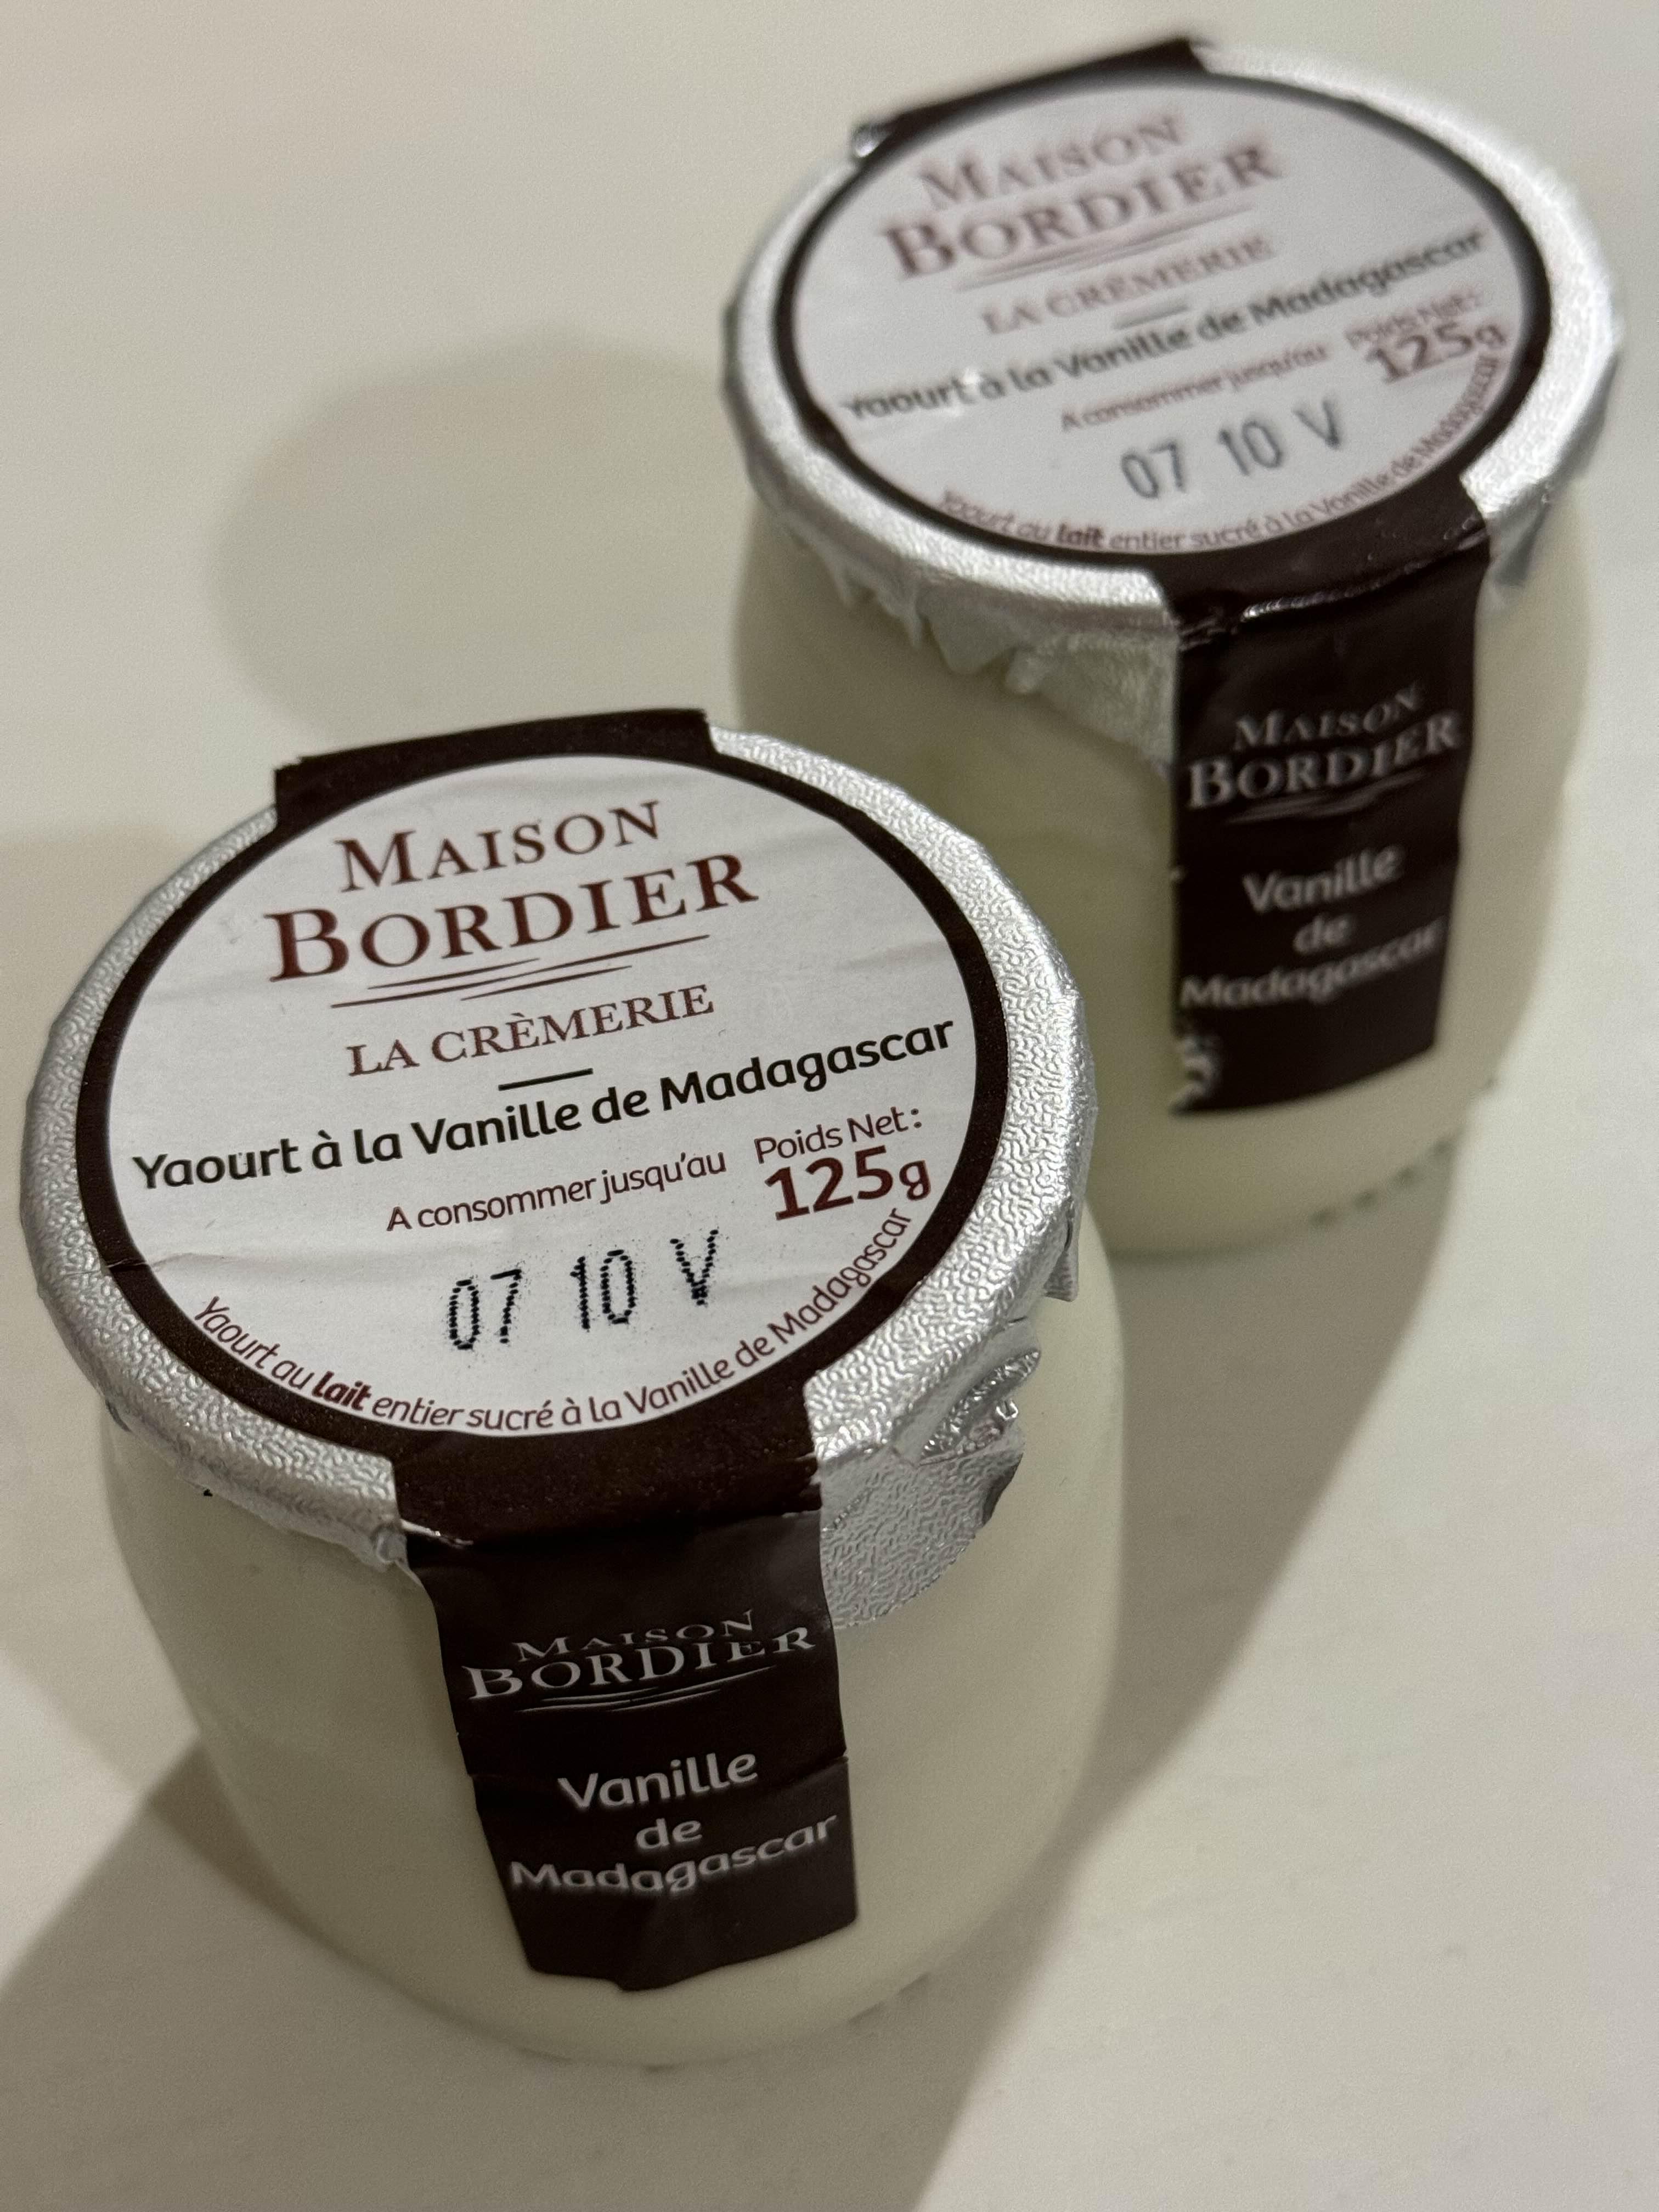 MAISON
BORDIER
LA CRÈMERIE
Yaourt à la Vanille de Madagascar
A consommer jusqu'au
Poids Net:
125g
07 10 V
Yaourt au lait entier sucré à la Vanille de Madagascar
MAISON
BORDIER
Vanille
de
Madagascar
MAISON
BORDIER
LA CRÈMERIE
Yaourt à la Vanille de Madagascar
A consommer jusqu'au
Poids Net:
125g
07 10 V
Yaourt au lait entier sucré à la Vanille de Madagascar
MAISON
BORDIER
Vanille
de
Madagascar